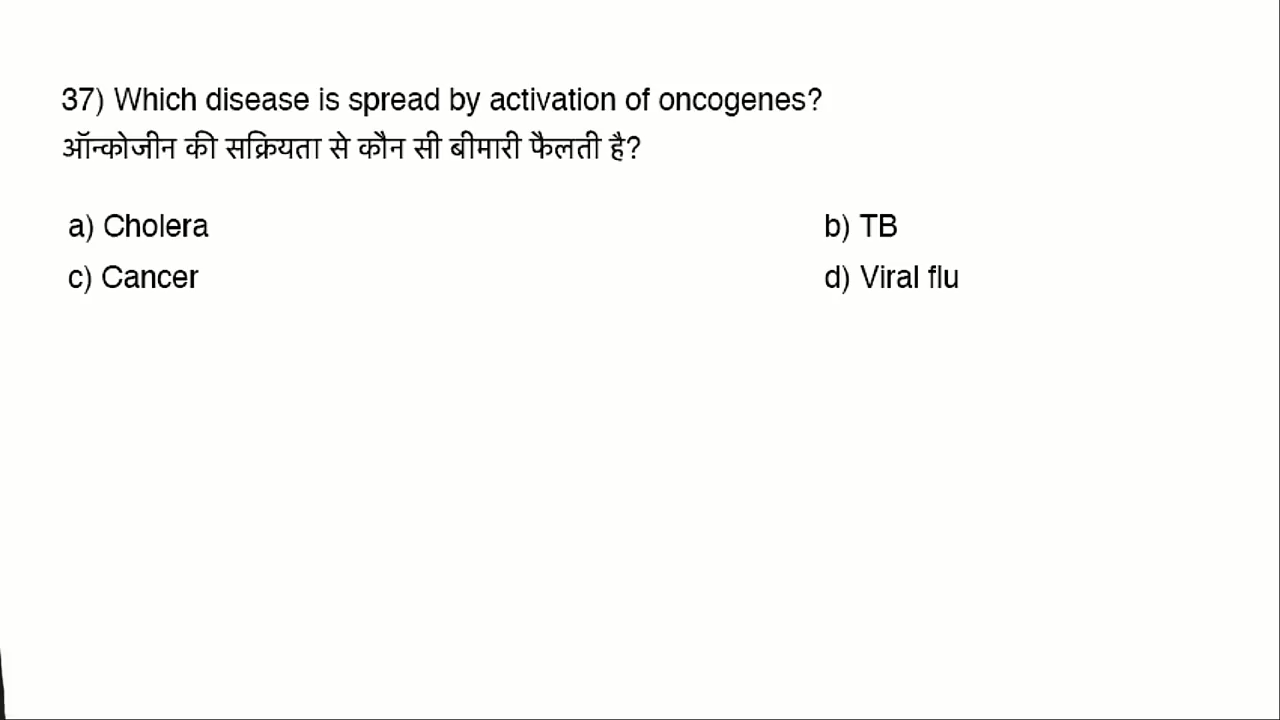 37) Which disease is spread by activation of oncogenes?
ऑन्कोजीन की सक्रियता से कौन सी बीमारी फैलती है?
a) Cholera b) TB
c) Cancer d) Viral flu